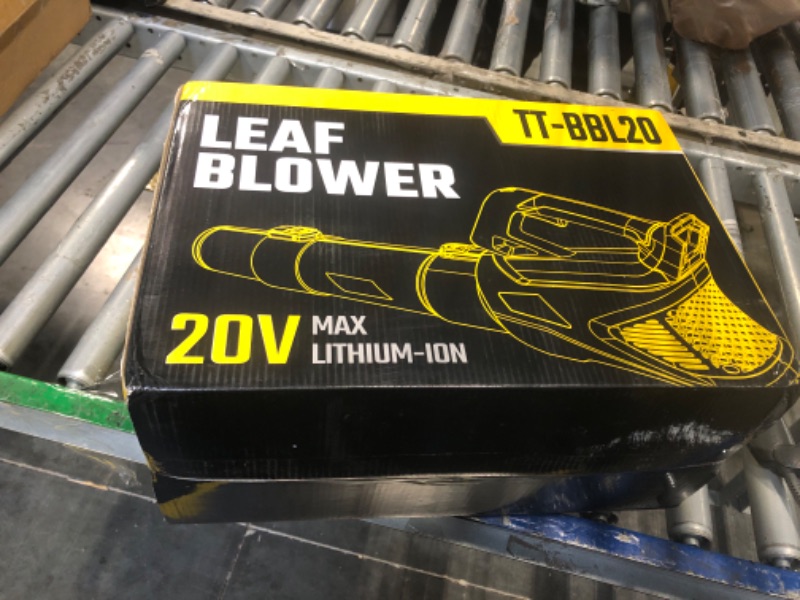 TT-BBL20
LEAF
BLOWER
20V
MAX
LITHIUM-ION